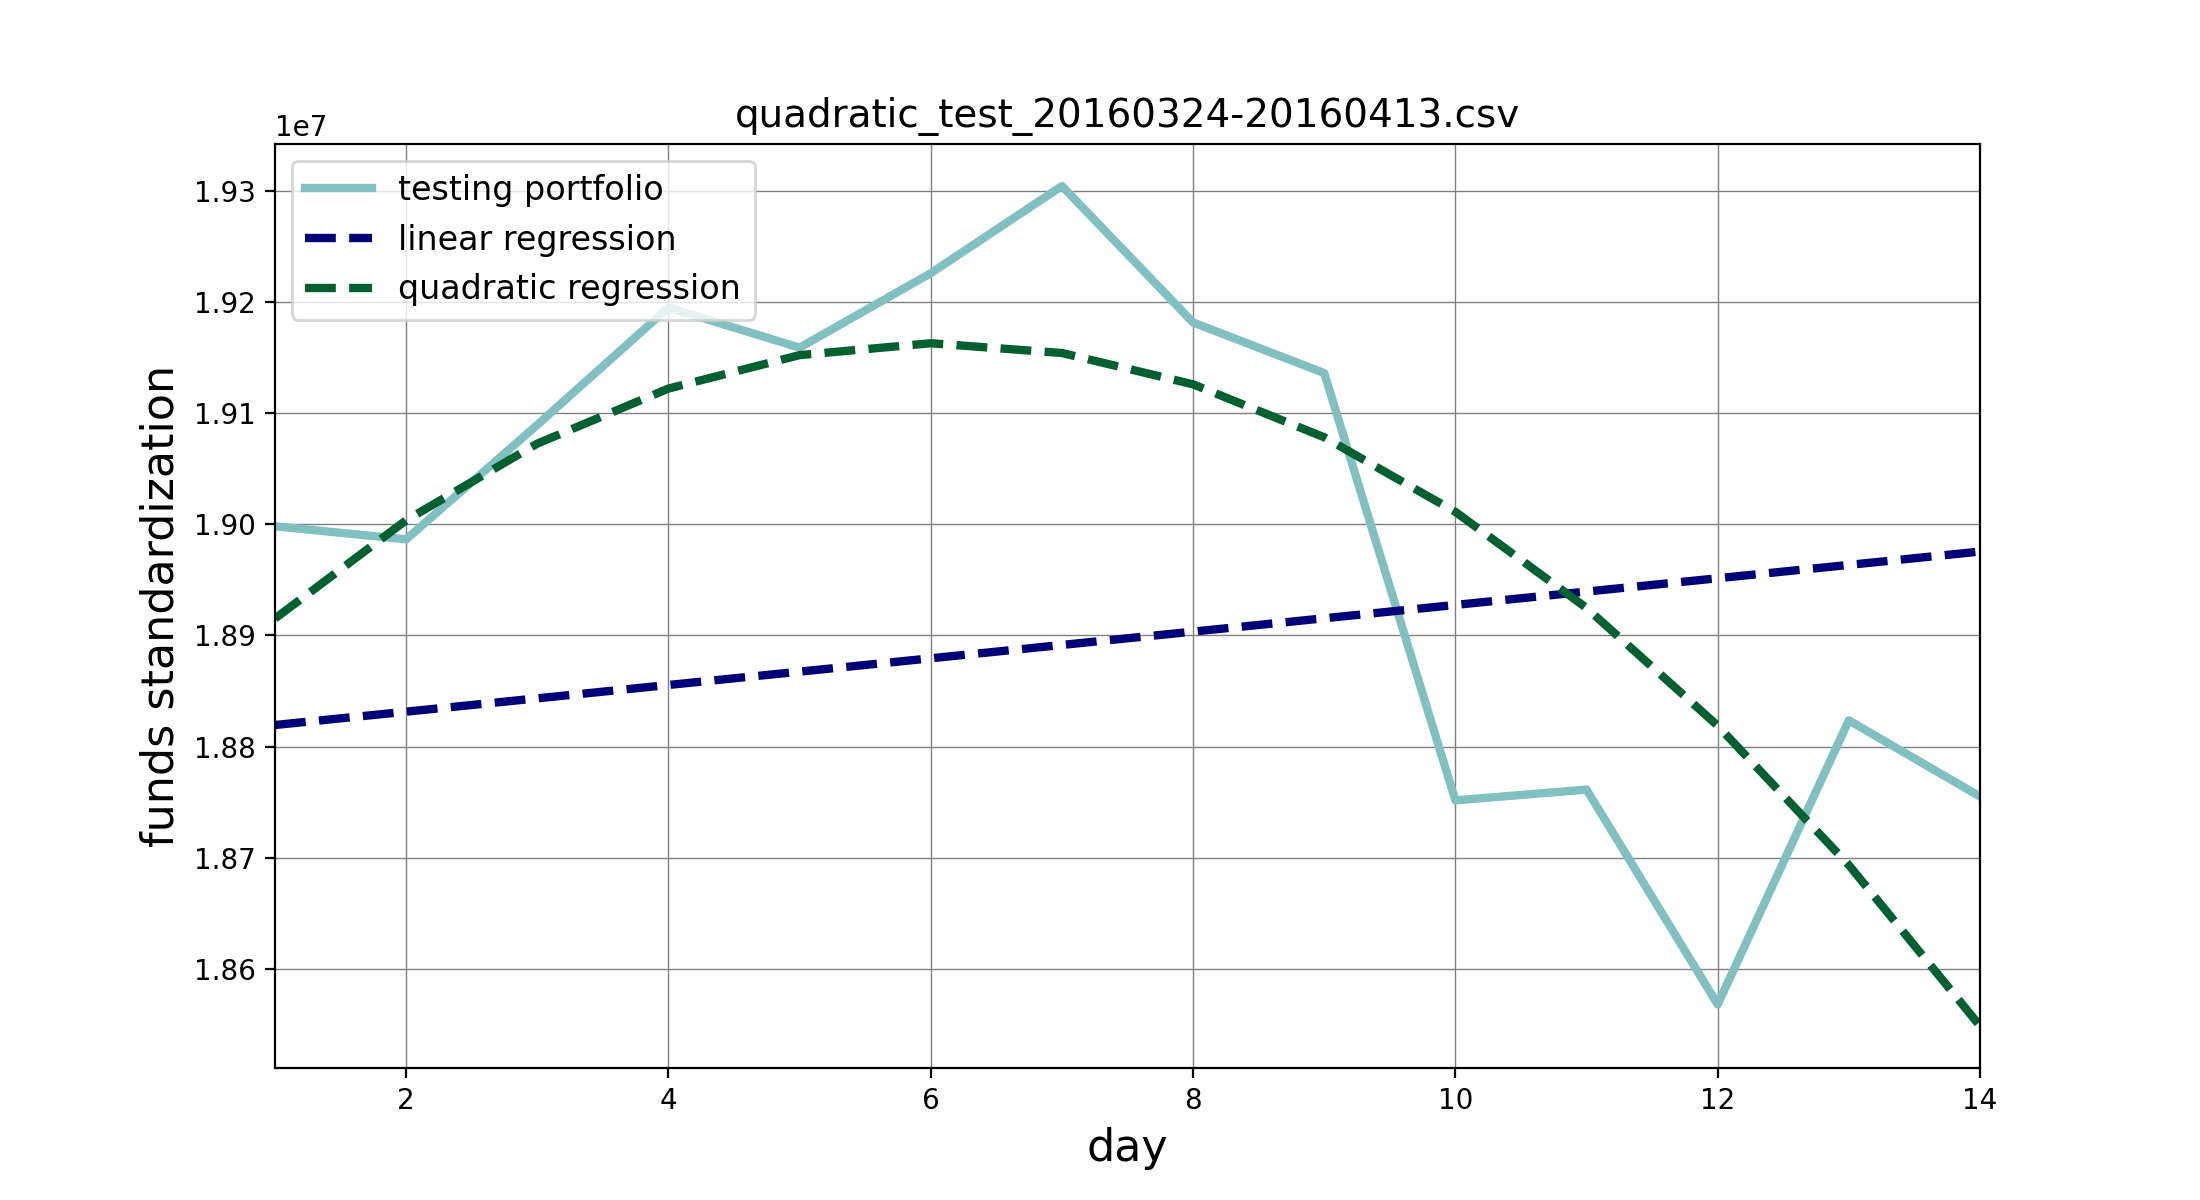 quadratic_test_20160324-20160413.csv
1e7
testing portfolio
linear regression
quadratic regression
1.93
1.92
1.91
1.90
1.89
1.88
1.87
1.86
funds standardization
2 4 6 8 10 12 14
day